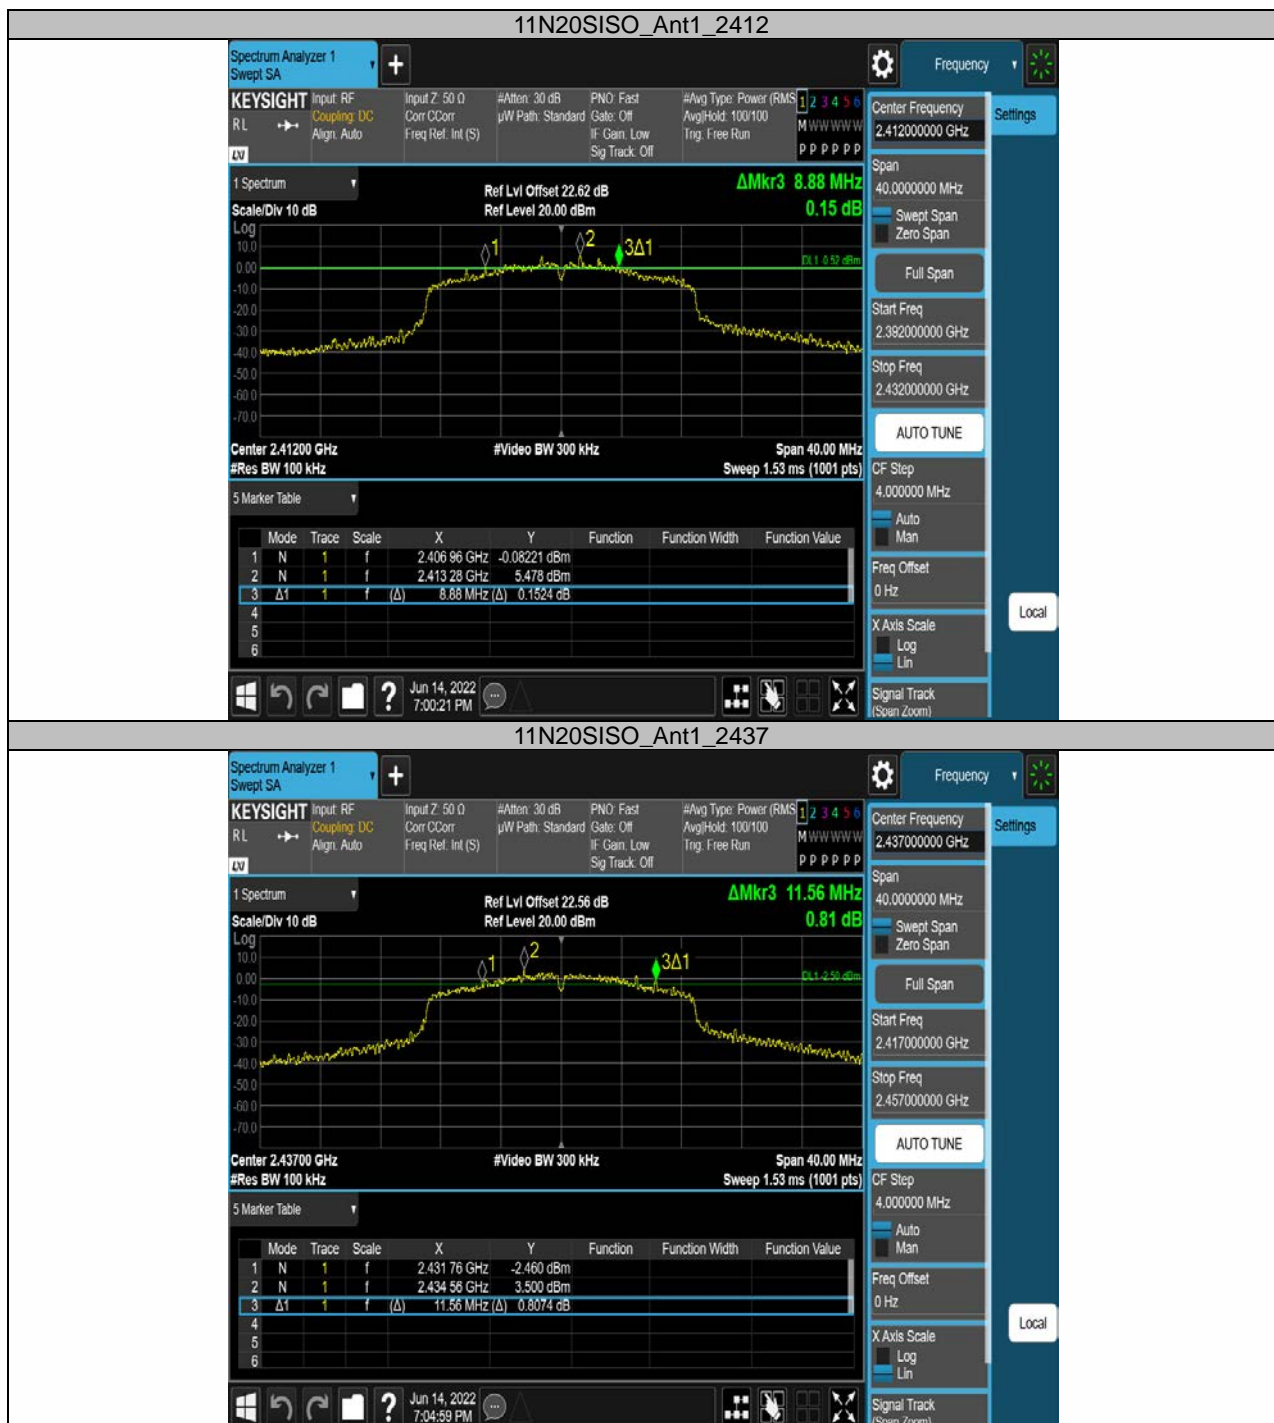 11N20SISO_Ant1_2412
Spectrum Analyzer 1
Swept SA
Frequency
KEYSIGHT Input: RF Input Z: 50 Ω #Atten: 30 dB PNO: Fast #Avg Type: Power (RMS 1 2 3 4 5 6
RL Coupling: DC Corr CCorr µW Path: Standard Gate: Off Avg|Hold: 100/100 M W W W W W
Align: Auto Freq Ref: Int (S) IF Gain: Low Trig: Free Run
LXI Sig Track: Off P P P P P P
Center Frequency
2.412000000 GHz
Settings
1 Spectrum
Scale/Div 10 dB
Ref Lvl Offset 22.62 dB
Ref Level 20.00 dBm
ΔMkr3 8.88 MHz
0.15 dB
Log
10.0
0.00
-10.0
-20.0
-30.0
-40.0
-50.0
-60.0
-70.0
1
2
3Δ1
DL1 -0.52 dBm
Center 2.41200 GHz #Video BW 300 kHz Span 40.00 MHz
#Res BW 100 kHz Sweep 1.53 ms (1001 pts)
Span
40.0000000 MHz
Swept Span
Zero Span
Full Span
Start Freq
2.392000000 GHz
Stop Freq
2.432000000 GHz
AUTO TUNE
CF Step
4.000000 MHz
Auto
Man
Freq Offset
0 Hz
X Axis Scale
Log
Lin
Signal Track
(Span Zoom)
Local
5 Marker Table
Mode Trace Scale X Y Function Function Width Function Value
1 N 1 f 2.406 96 GHz -0.08221 dBm
2 N 1 f 2.413 28 GHz 5.478 dBm
3 Δ1 1 f (Δ) 8.88 MHz (Δ) 0.1524 dB
4
5
6
?
Jun 14, 2022
7:00:21 PM
11N20SISO_Ant1_2437
Spectrum Analyzer 1
Swept SA
Frequency
KEYSIGHT Input: RF Input Z: 50 Ω #Atten: 30 dB PNO: Fast #Avg Type: Power (RMS 1 2 3 4 5 6
RL Coupling: DC Corr CCorr µW Path: Standard Gate: Off Avg|Hold: 100/100 M W W W W W
Align: Auto Freq Ref: Int (S) IF Gain: Low Trig: Free Run
LXI Sig Track: Off P P P P P P
Center Frequency
2.437000000 GHz
Settings
1 Spectrum
Scale/Div 10 dB
Ref Lvl Offset 22.56 dB
Ref Level 20.00 dBm
ΔMkr3 11.56 MHz
0.81 dB
Log
10.0
0.00
-10.0
-20.0
-30.0
-40.0
-50.0
-60.0
-70.0
1
2
3Δ1
DL1 -2.50 dBm
Center 2.43700 GHz #Video BW 300 kHz Span 40.00 MHz
#Res BW 100 kHz Sweep 1.53 ms (1001 pts)
Span
40.0000000 MHz
Swept Span
Zero Span
Full Span
Start Freq
2.417000000 GHz
Stop Freq
2.457000000 GHz
AUTO TUNE
CF Step
4.000000 MHz
Auto
Man
Freq Offset
0 Hz
X Axis Scale
Log
Lin
Signal Track
(Span Zoom)
Local
5 Marker Table
Mode Trace Scale X Y Function Function Width Function Value
1 N 1 f 2.431 76 GHz -2.460 dBm
2 N 1 f 2.434 56 GHz 3.500 dBm
3 Δ1 1 f (Δ) 11.56 MHz (Δ) 0.8074 dB
4
5
6
?
Jun 14, 2022
7:04:59 PM